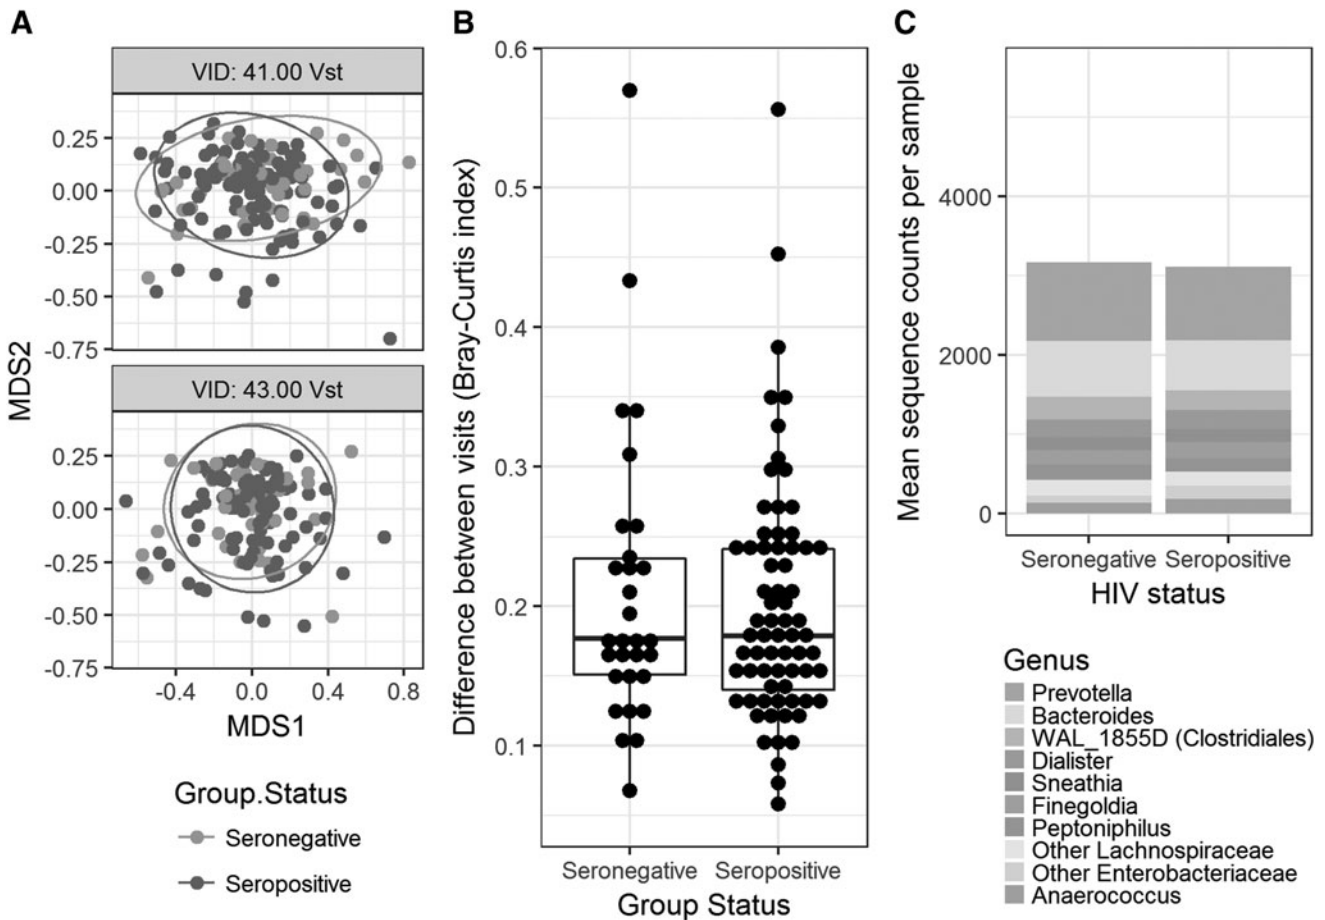 A
VID: 41.00 Vst
0.25
0.00
-0.25
-0.50
-0.75
VID: 43.00 Vst
0.25
0.00
-0.25
-0.50
-0.75
MDS2
-0.4 0.0 0.4 0.8
MDS1
Group.Status
Seronegative
Seropositive
B
Difference between visits (Bray-Curtis index)
0.6
0.5
0.4
0.3
0.2
0.1
Seronegative Seropositive
Group Status
C
Mean sequence counts per sample
4000
2000
0
Seronegative Seropositive
HIV status
Genus
Prevotella
Bacteroides
WAL_1855D (Clostridiales)
Dialister
Sneathia
Finegoldia
Peptoniphilus
Other Lachnospiraceae
Other Enterobacteriaceae
Anaerococcus